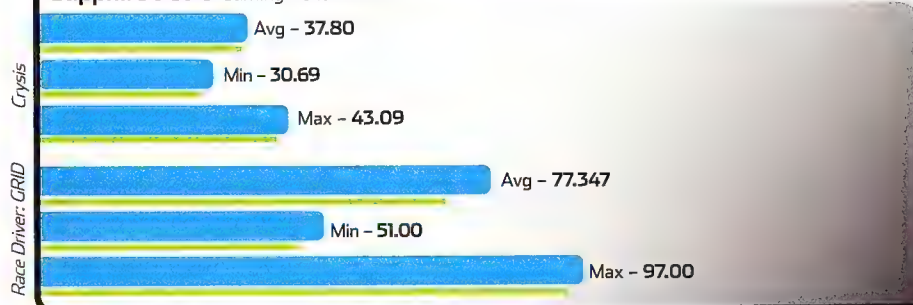 Avg – 37.80
Min – 30.69
Max – 43.09
Crysis
Avg – 77.347
Min – 51.00
Max – 97.00
Race Driver: GRID